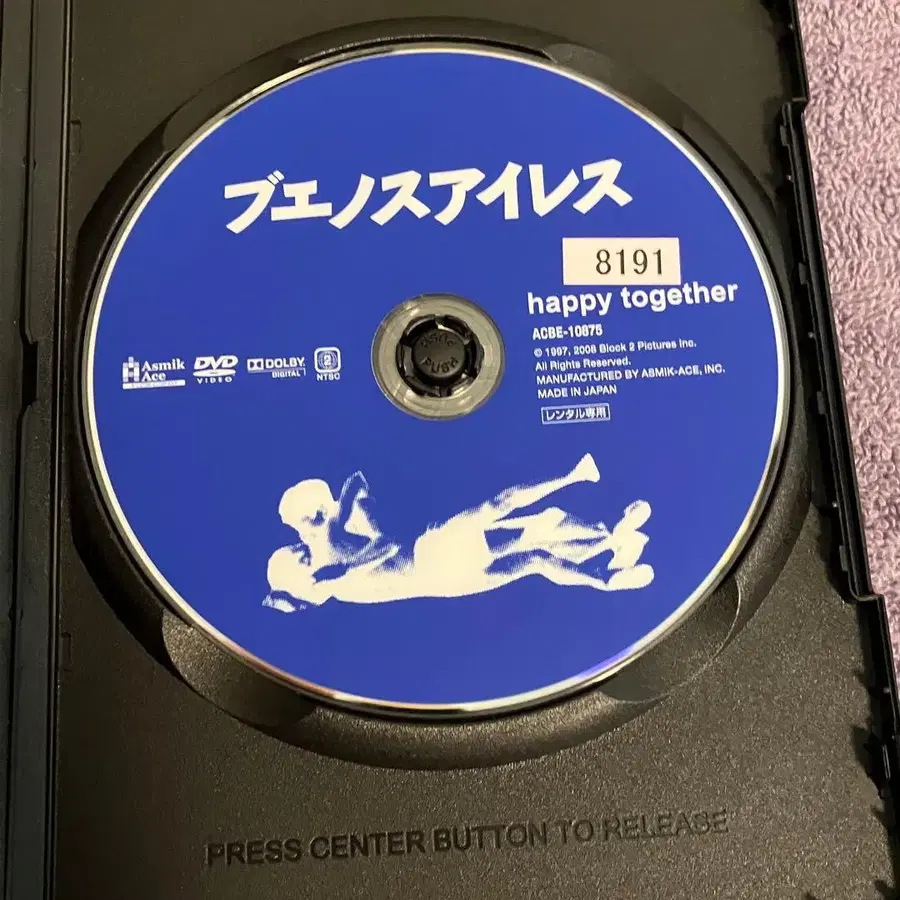 ブエノスアイレス
8191
happy together
ACBE-10875
© 1997, 2008 Block 2 Pictures Inc.
All Rights Reserved.
MANUFACTURED BY ASMIK-ACE, INC.
MADE IN JAPAN
レンタル専用
Asmik
Ace
DVD
VIDEO
DOLBY
DIGITAL
2
NTSC
PUSH
PRESS CENTER BUTTON TO RELEASE